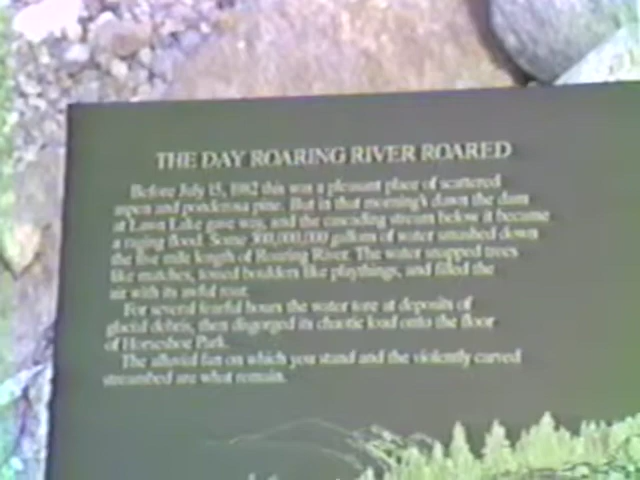 THE DAY ROARING RIVER ROARED
Before July 15, 1982 this was a pleasant place of scattered
aspen and ponderosa pine. But in that morning's dawn the dam
at Lawn Lake gave way, and the cascading stream below it became
a raging flood. Some 300,000,000 gallons of water smashed down
the five mile length of Roaring River. The water snapped trees
like matches, tossed boulders like playthings, and filled the
air with its awful roar.
For several fearful hours the water tore at deposits of
glacial debris, then disgorged its chaotic load onto the floor
of Horseshoe Park.
The alluvial fan on which you stand and the violently carved
streambed are what remain.